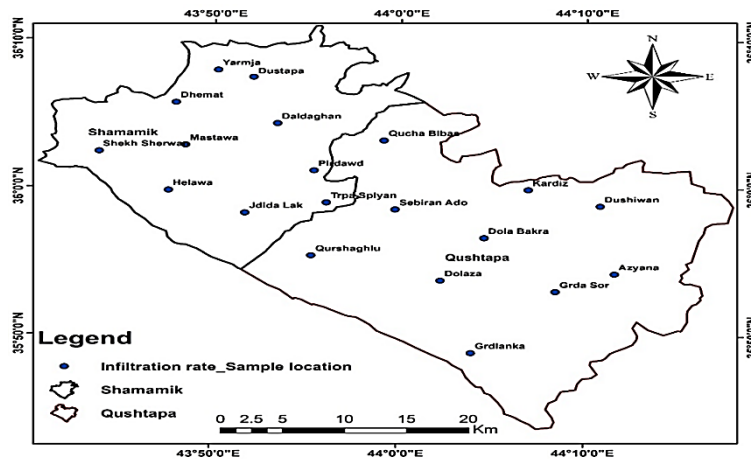 43°50'0"E 44°0'0"E 44°10'0"E
36°10'0"N
N
W E
S
Yarmja
Dustapa
Dhemat
Daldaghan
Qucha Bibas
Shamamik
Mastawa
Shekh Sherwan
Pirdawd
36°0'0"N
Helawa
Kardiz
Trpa Spiyan
Jdida Lak
Sebiran Ado
Dushiwan
Dola Bakra
Qurshaghlu
Qushtapa
Azyana
Dolaza
Grda Sor
35°50'0"N
Grdlanka
Legend
Infiltration rate_Sample location
Shamamik
Qushtapa
0 2.5 5 10 15 20
Km
43°50'0"E 44°0'0"E 44°10'0"E